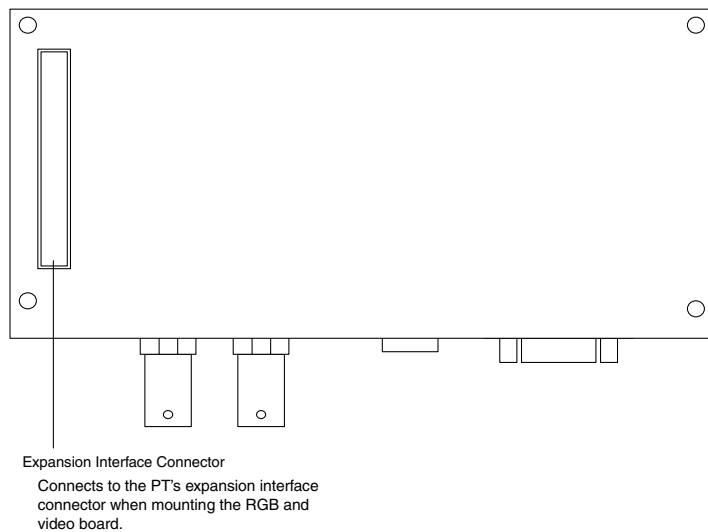 Expansion Interface Connector
Connects to the PT's expansion interface
connector when mounting the RGB and
video board.